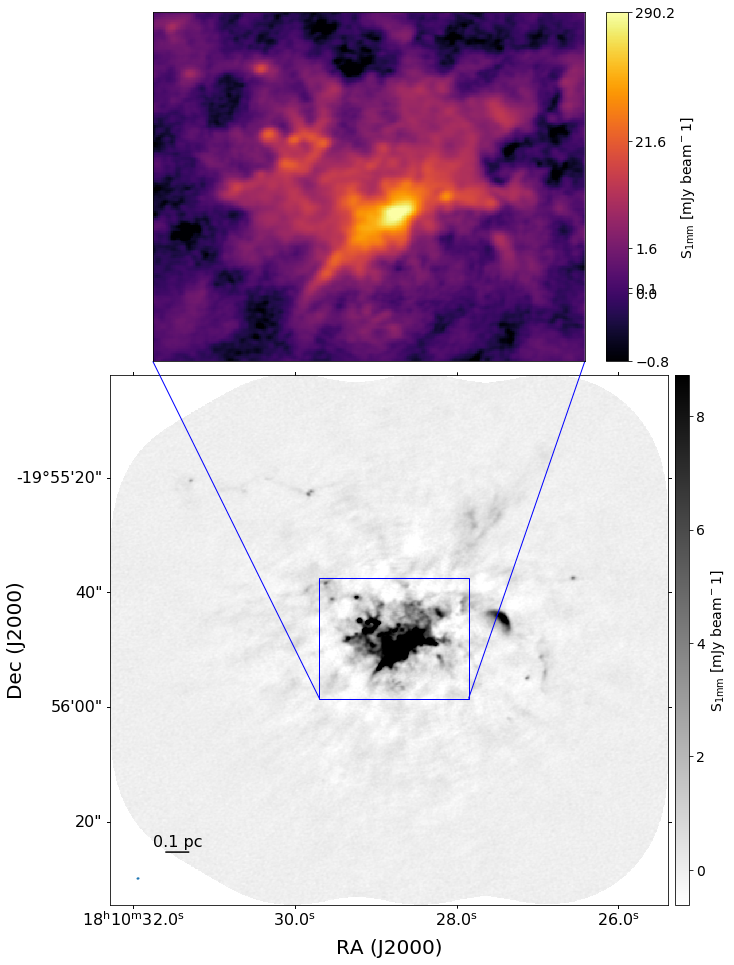 290.2
21.6
1.6
0.1
0.0
−0.8
S1mm [mJy beam−1]
8
6
4
2
0
S1mm [mJy beam−1]
-19°55'20"
40"
56'00"
20"
Dec (J2000)
0.1 pc
18h10m32.0s
30.0s
28.0s
26.0s
RA (J2000)